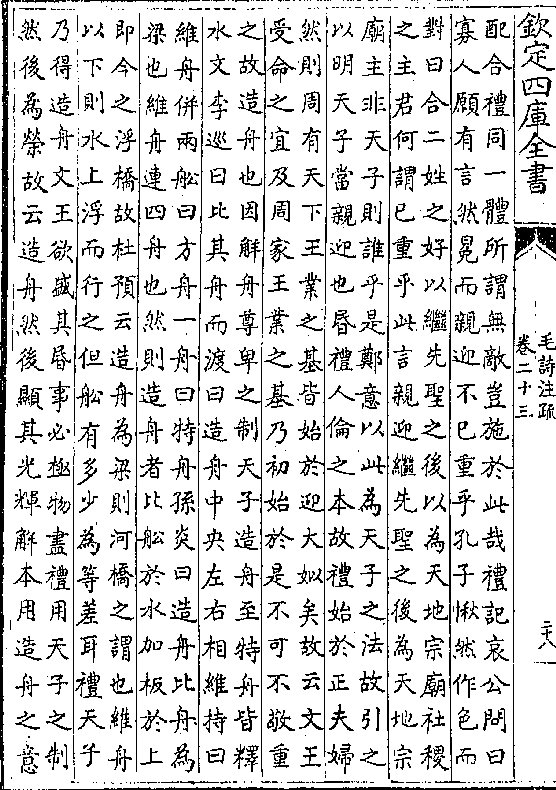 欽定四庫全書
毛詩注疏
卷二十三
二八
配合禮同一體所謂無敵豈施於此哉禮記哀公問曰
寡人願有言然冕而親迎不已重乎孔子愀然作色而
對曰合二姓之好以繼先聖之後以為天地宗廟社稷
之主君何謂已重乎此言親迎繼先聖之後為天地宗
廟主非天子則誰乎是鄭意以此為天子之法故引之
以明天子當親迎也昏禮人倫之本故禮始於正夫婦
然則周有天下王業之基皆始於迎大姒矣故云文王
受命之宜及周家王業之基乃初始於是不可不敬重
之故造舟也因解舟尊卑之制天子造舟至特舟皆釋
水文李巡曰比其舟而渡曰造舟中央左右相維持曰
維舟併兩舩曰方舟一舟曰特舟孫炎曰造舟比舟為
梁也維舟連四舟也然則造舟者比舩於水加板於上
即今之浮橋故杜預云造舟為梁則河橋之謂也維舟
以下則水上浮而行之但舩有多少為等差耳禮天子
乃得造舟文王欲盛其昏事必極物盡禮用天子之制
然後為榮故云造舟然後顯其光輝解本用造舟之意